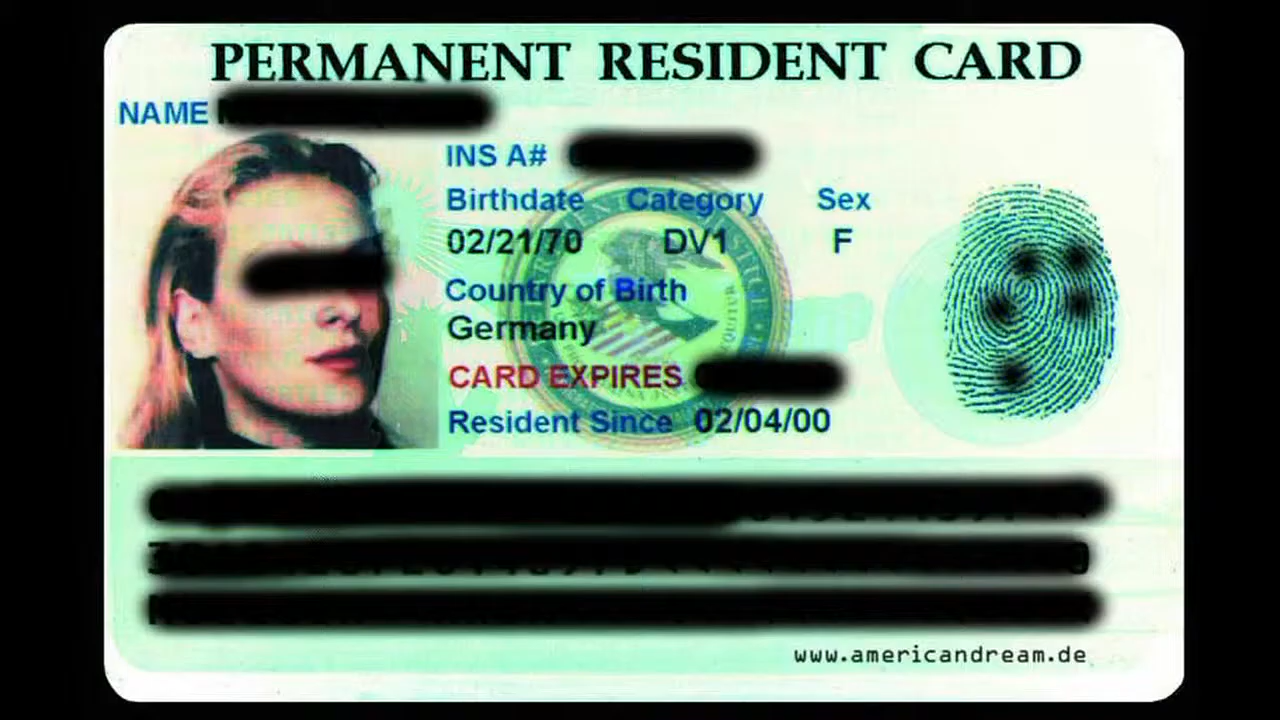 PERMANENT RESIDENT CARD
NAME
INS A#
Birthdate Category Sex
02/21/70 DV1 F
Country of Birth
Germany
CARD EXPIRES
Resident Since 02/04/00
www.americandream.de